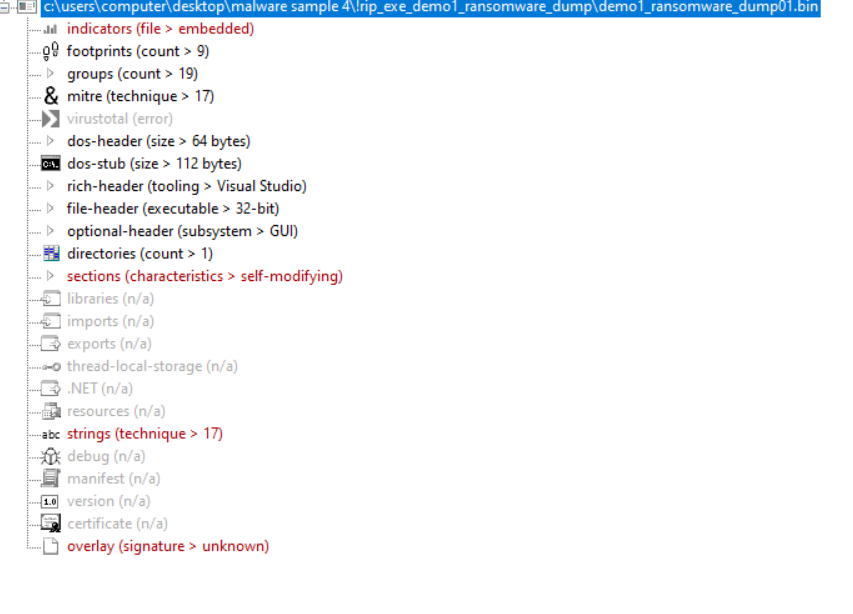 c:\users\computer\desktop\malware sample 4\!rip_exe_demo1_ransomware_dump\demo1_ransomware_dump01.bin
indicators (file > embedded)
footprints (count > 9)
groups (count > 19)
& mitre (technique > 17)
virustotal (error)
dos-header (size > 64 bytes)
C:\. dos-stub (size > 112 bytes)
rich-header (tooling > Visual Studio)
file-header (executable > 32-bit)
optional-header (subsystem > GUI)
directories (count > 1)
sections (characteristics > self-modifying)
libraries (n/a)
imports (n/a)
exports (n/a)
thread-local-storage (n/a)
.NET (n/a)
resources (n/a)
abc strings (technique > 17)
debug (n/a)
manifest (n/a)
1.0 version (n/a)
certificate (n/a)
overlay (signature > unknown)